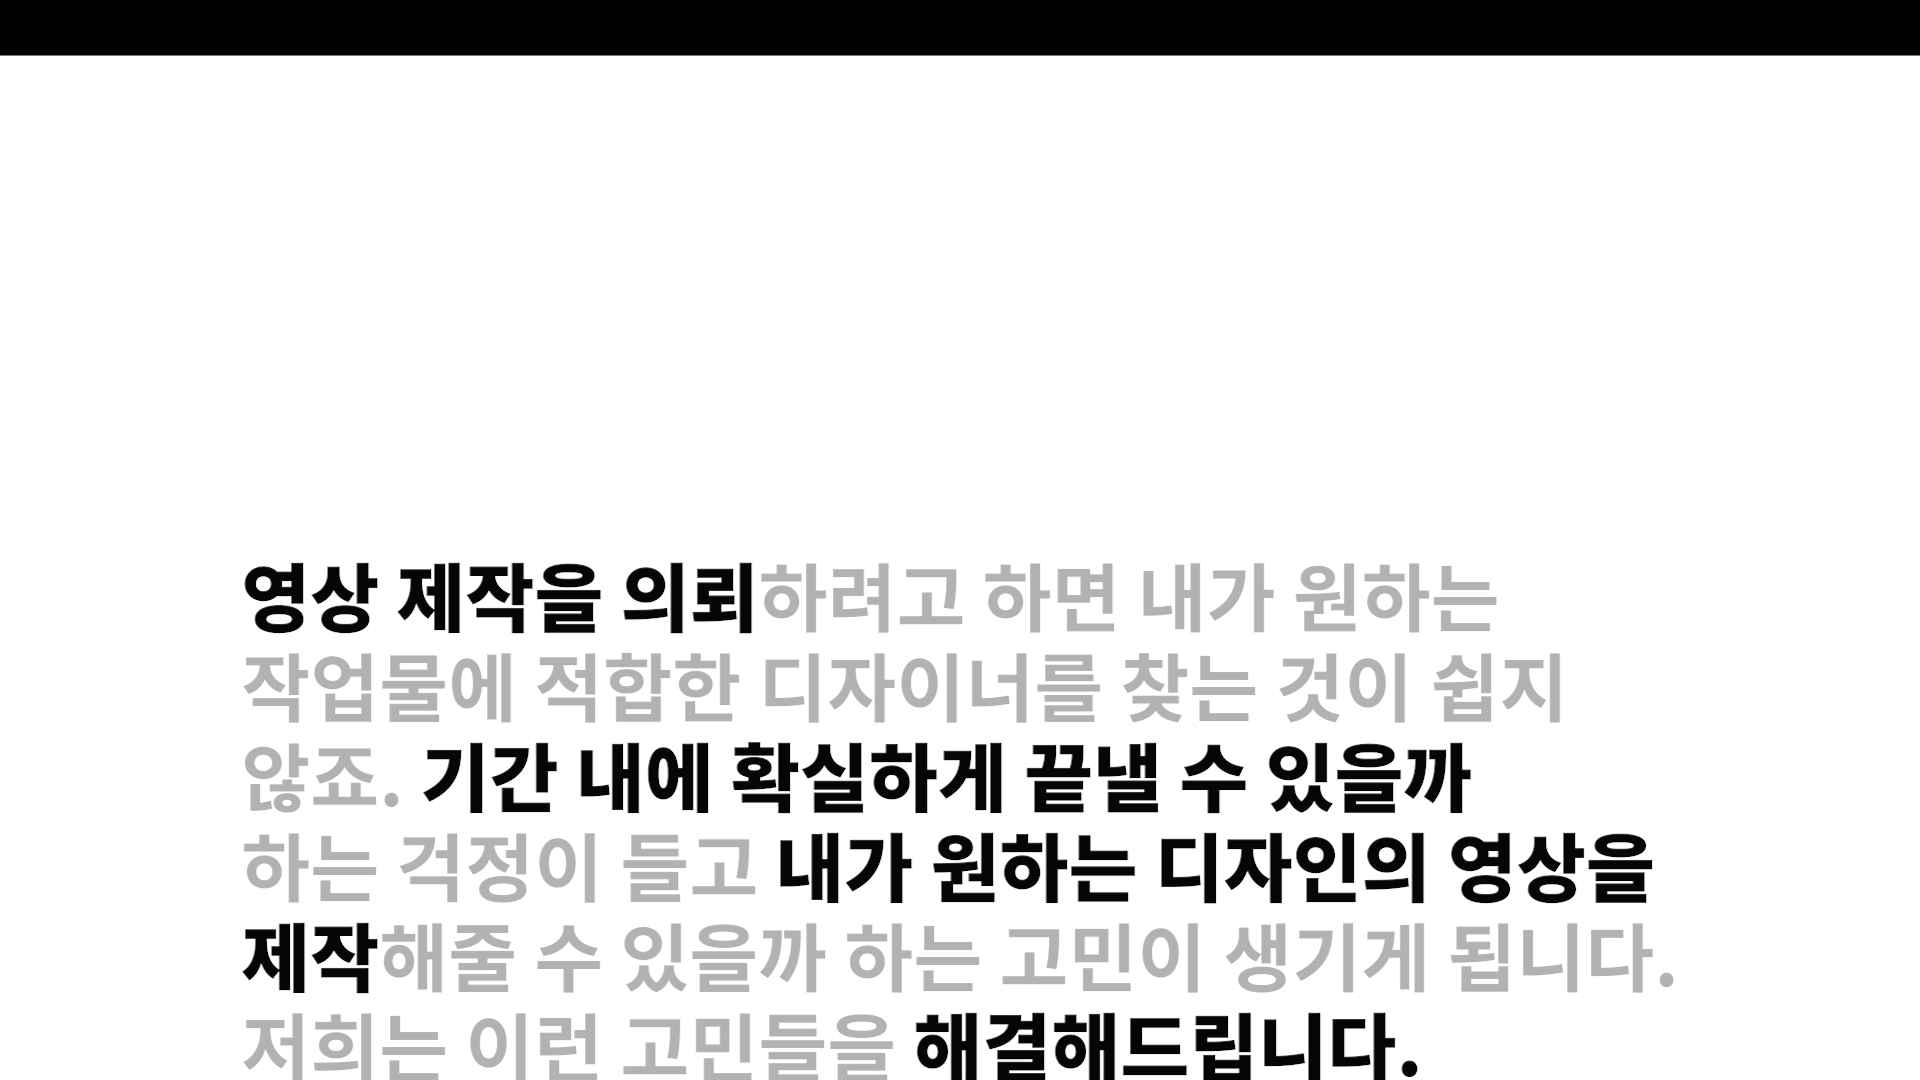 영상 제작을 의뢰하려고 하면 내가 원하는
작업물에 적합한 디자이너를 찾는 것이 쉽지
않죠. 기간 내에 확실하게 끝낼 수 있을까
하는 걱정이 들고 내가 원하는 디자인의 영상을
제작해줄 수 있을까 하는 고민이 생기게 됩니다.
저희는 이런 고민들을 해결해드립니다.